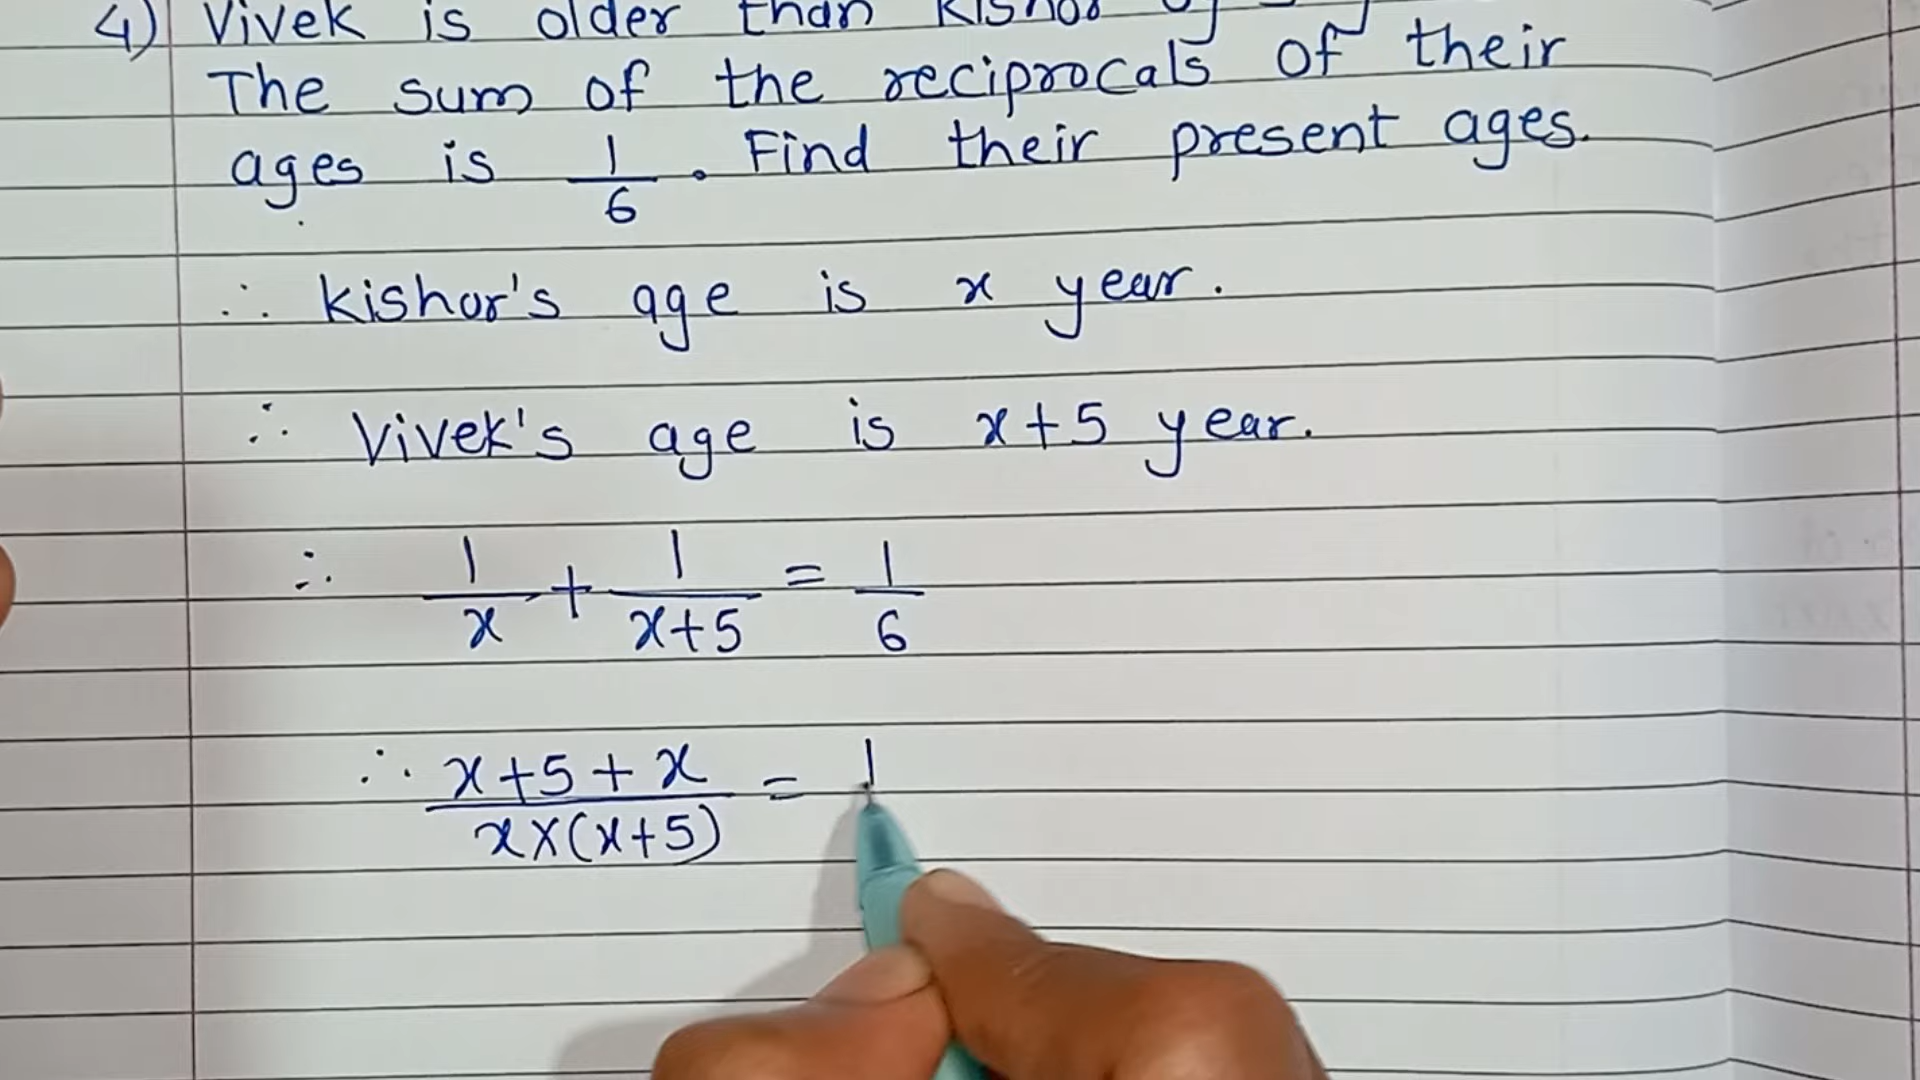 4) Vivek is older than Kishor
The sum of the reciprocals of their
ages is 1/6. Find their present ages.
∴ Kishor's age is x year.
∴ Vivek's age is x+5 year.
∴ 1/x + 1/(x+5) = 1/6
∴ (x+5+x)/(x×(x+5)) = 1